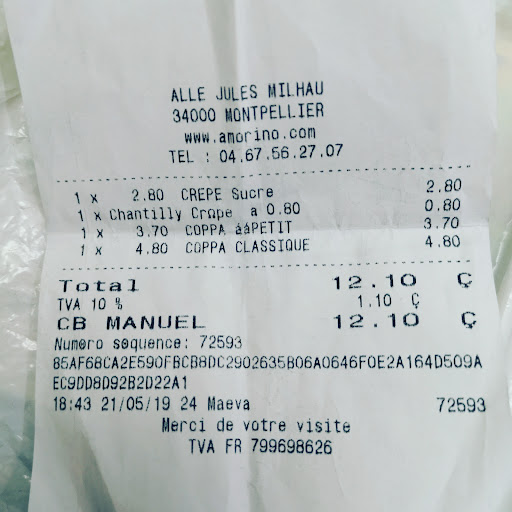 ALLE JULES MILHAU
34000 MONTPELLIER
www.amorino.com
TEL : 04.67.56.27.07
1 x 2.80 CREPE Sucre 2.80
1 x Chantilly Crope a 0.80 0.80
1 x 3.70 COPPA ààPETIT 3.70
1 x 4.80 COPPA CLASSIQUE 4.80
Total 12.10 Ç
TVA 10 % 1.10 Ç
CB MANUEL 12.10 Ç
Numero sequence: 72593
85AF68CA2E590FBCB8DC2902635B06A0646F0E2A164D509A
EC9DD8D92B2D22A1
18:43 21/05/19 24 Maeva 72593
Merci de votre visite
TVA FR 799698626